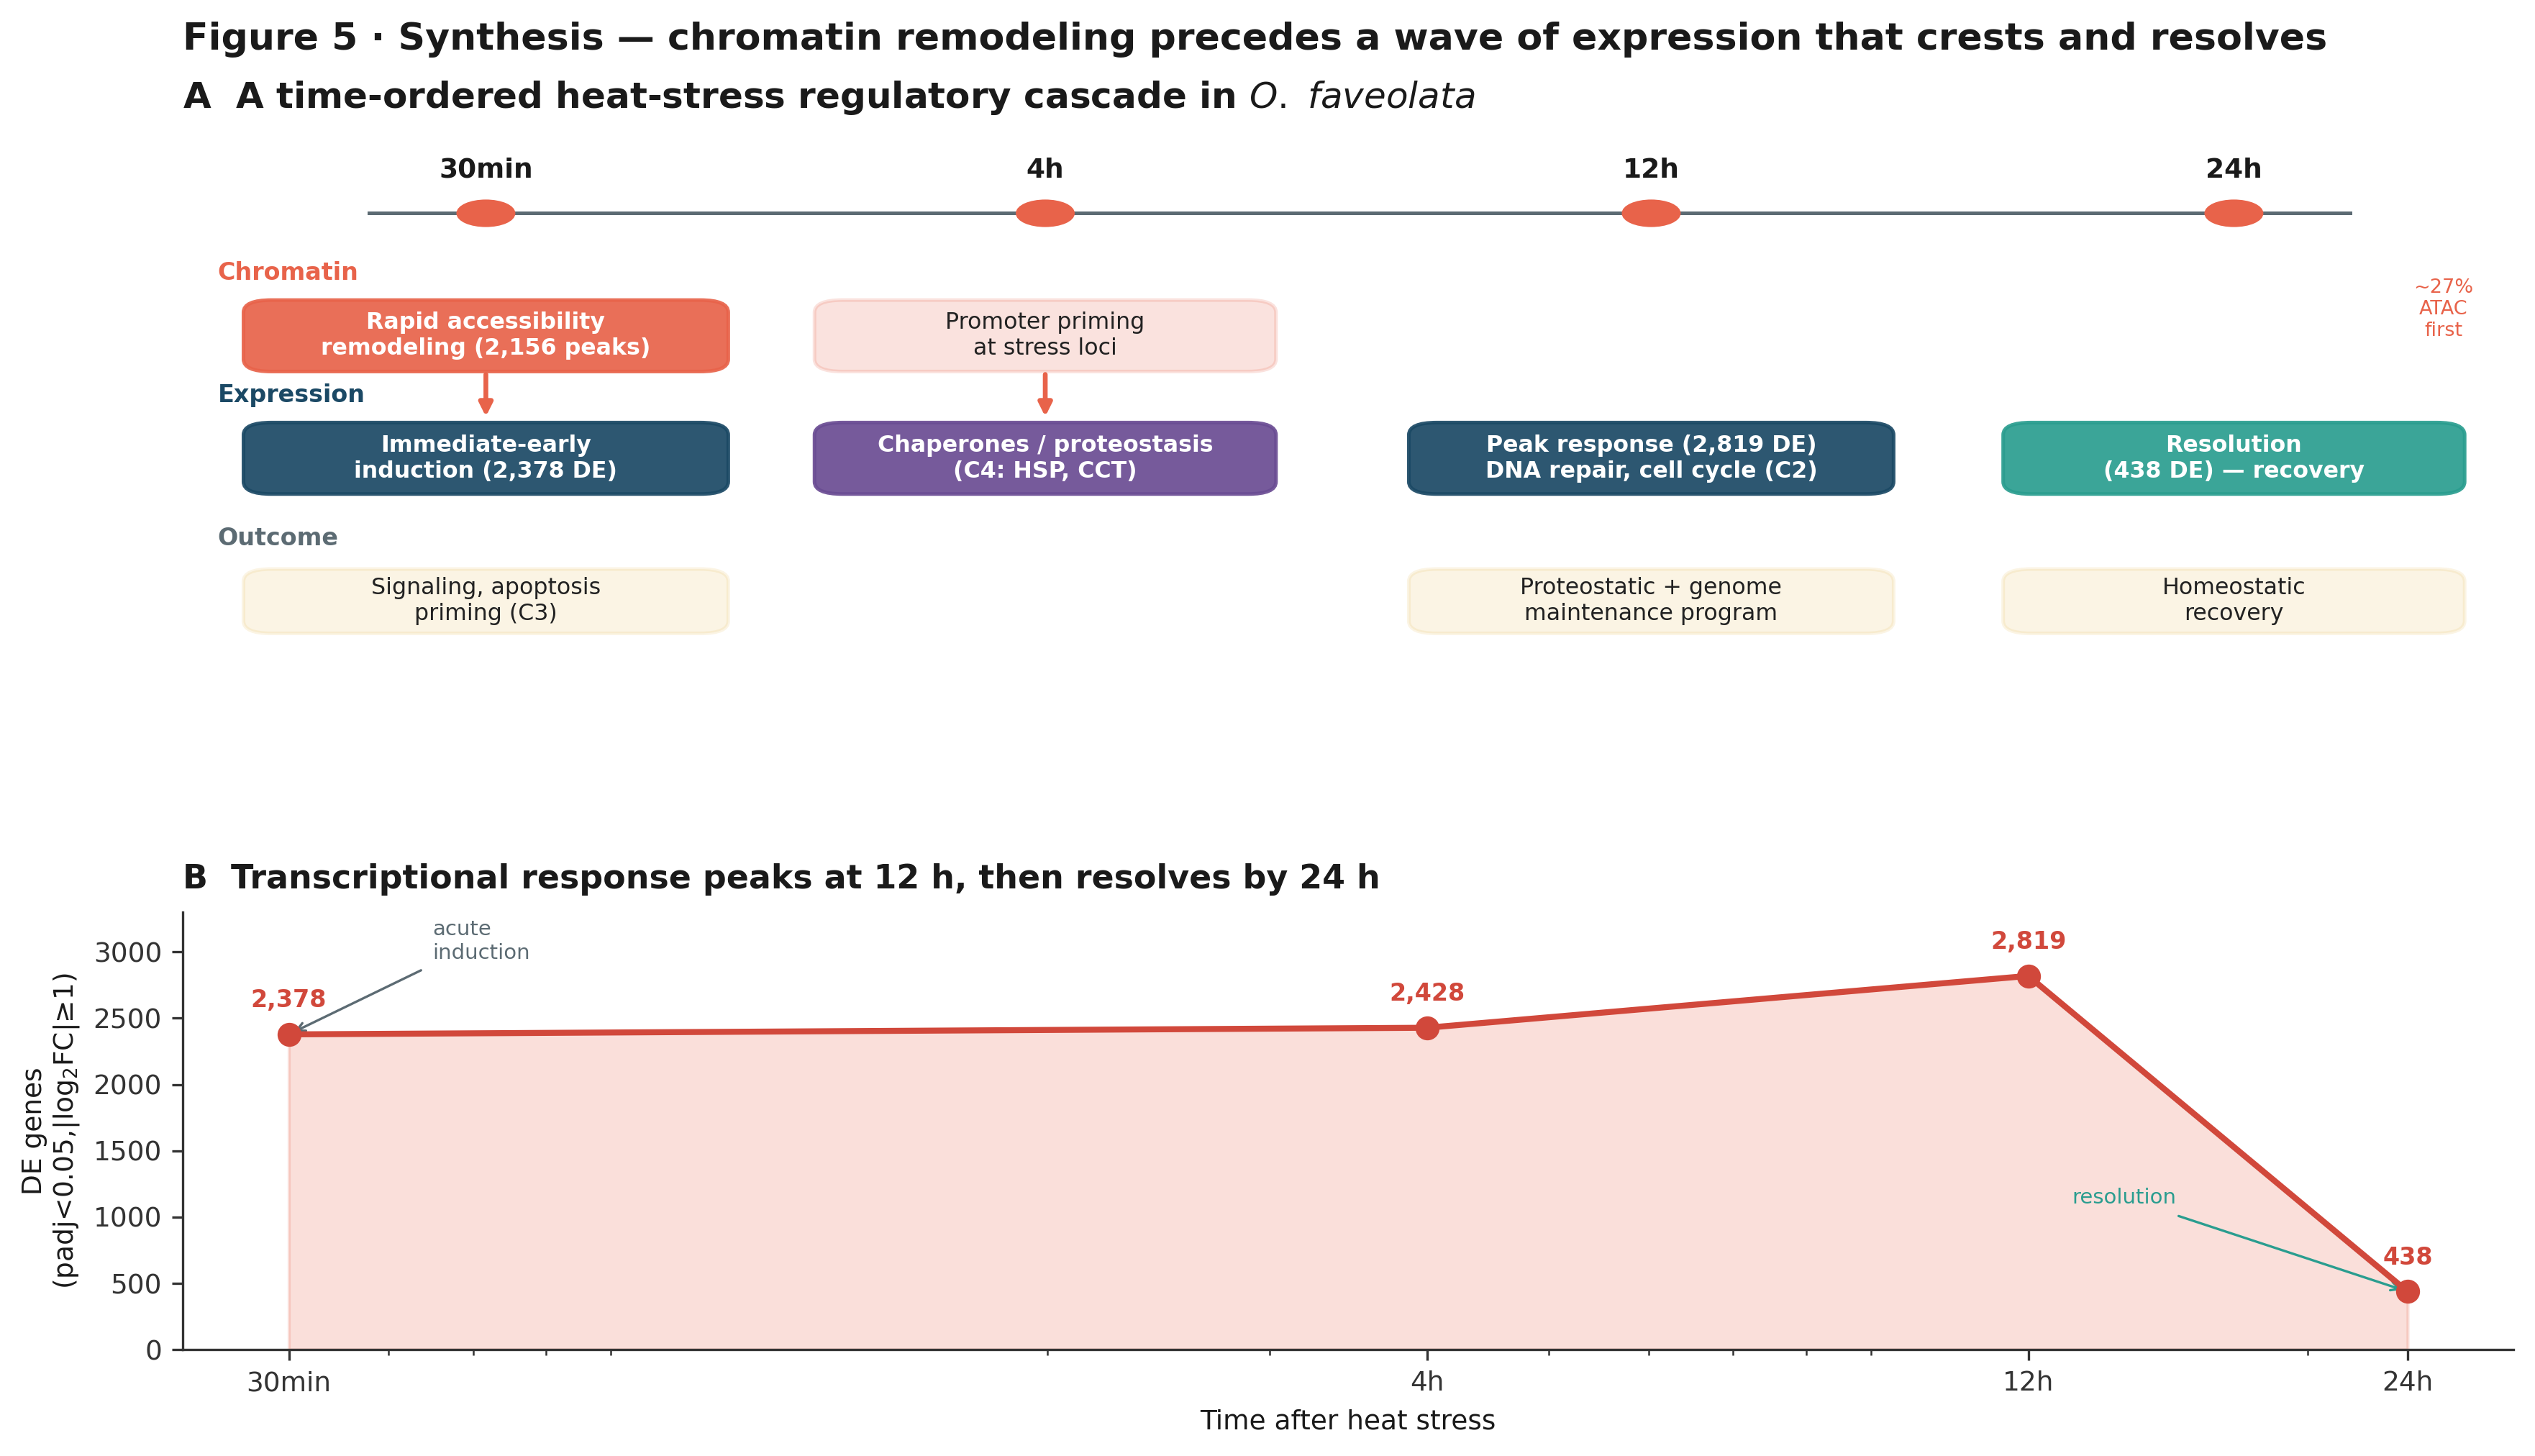 Figure 5 · Synthesis — chromatin remodeling precedes a wave of expression that crests and resolves
A A time-ordered heat-stress regulatory cascade in O. faveolata
30min
4h
12h
24h
Chromatin
~27%
ATAC
first
Rapid accessibility
remodeling (2,156 peaks)
Promoter priming
at stress loci
Expression
Immediate-early
induction (2,378 DE)
Chaperones / proteostasis
(C4: HSP, CCT)
Peak response (2,819 DE)
DNA repair, cell cycle (C2)
Resolution
(438 DE) — recovery
Outcome
Signaling, apoptosis
priming (C3)
Proteostatic + genome
maintenance program
Homeostatic
recovery
B Transcriptional response peaks at 12 h, then resolves by 24 h
DE genes
(padj<0.05,||log₂FC|≥1)
3000
2500
2000
1500
1000
500
0
acute
induction
2,378
2,428
2,819
resolution
438
30min
4h
12h
24h
Time after heat stress